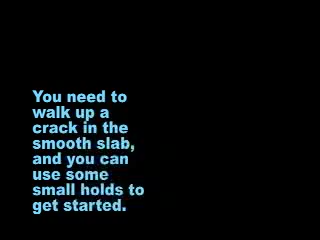 You need to
walk up a
crack in the
smooth slab,
and you can
use some
small holds to
get started.